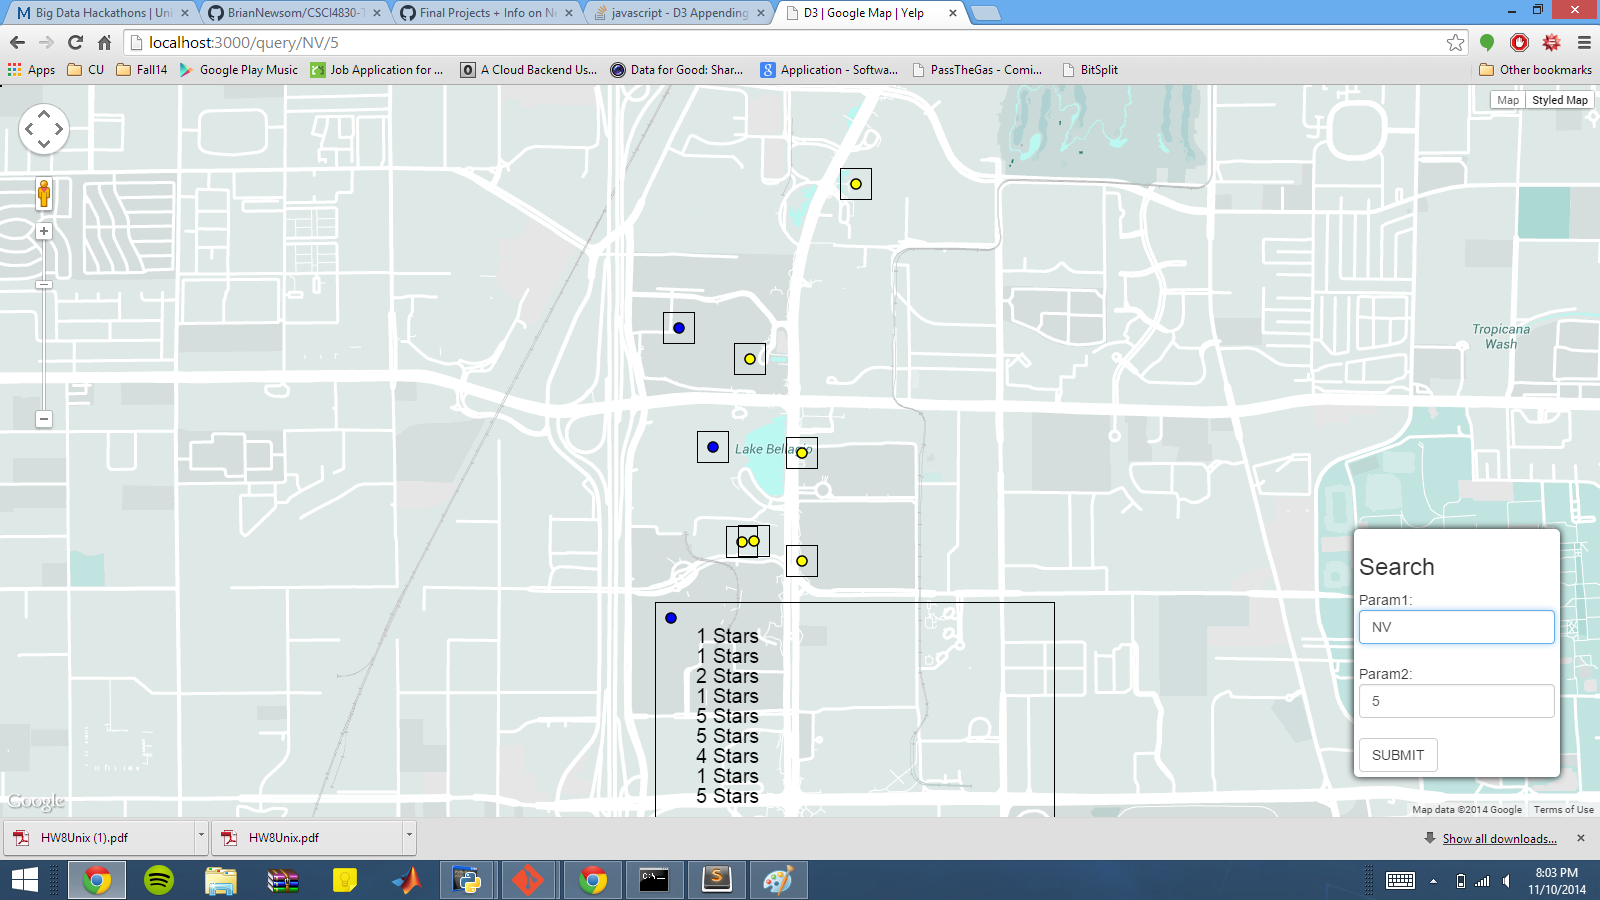 Big Data Hackathons | Uni
BrianNewsom/CSCI4830-T
Final Projects + Info on Ne
javascript - D3 Appending
D3 | Google Map | Yelp
localhost:3000/query/NV/5
Apps
CU
Fall14
Google Play Music
Job Application for ...
A Cloud Backend Us...
Data for Good: Shar...
Application - Softwa...
PassTheGas - Comi...
BitSplit
Other bookmarks
Map
Styled Map
Tropicana
Wash
Lake Bellagio
Search
Param1:
NV
Param2:
5
SUBMIT
1 Stars
1 Stars
2 Stars
1 Stars
5 Stars
5 Stars
4 Stars
1 Stars
5 Stars
Google
Map data ©2014 Google
Terms of Use
HW8Unix (1).pdf
HW8Unix.pdf
Show all downloads...
8:03 PM
11/10/2014